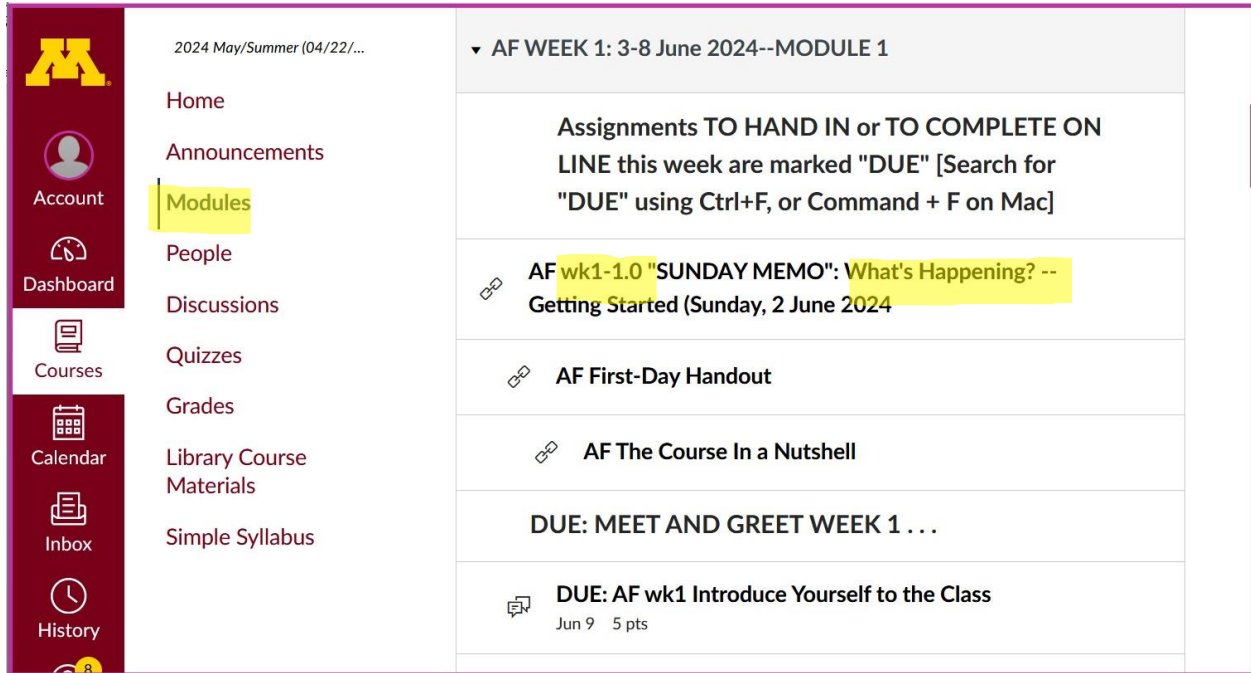 Account
Dashboard
Courses
Calendar
Inbox
History
8
2024 May/Summer (04/22/...
Home
Announcements
Modules
People
Discussions
Quizzes
Grades
Library Course
Materials
Simple Syllabus
AF WEEK 1: 3-8 June 2024--MODULE 1
Assignments TO HAND IN or TO COMPLETE ON
LINE this week are marked "DUE" [Search for
"DUE" using Ctrl+F, or Command + F on Mac]
AF wk1-1.0 "SUNDAY MEMO": What's Happening? --
Getting Started (Sunday, 2 June 2024
AF First-Day Handout
AF The Course In a Nutshell
DUE: MEET AND GREET WEEK 1 . . .
DUE: AF wk1 Introduce Yourself to the Class
Jun 9 5 pts